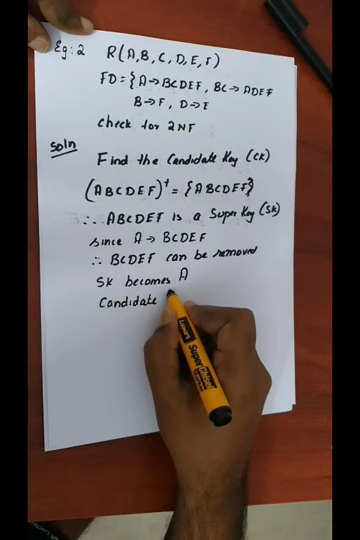 Eg:2 R(A,B,C,D,E,F)
FD = {A → BCDEF, BC → ADEF
B → F, D → E
check for 2NF
Soln
Find the Candidate Key (CK)
(ABCDEF)⁺ = {ABCDEF}
∴ ABCDEF is a Super Key (SK)
since A → BCDEF
∴ BCDEF can be removed
SK becomes A
Candidate